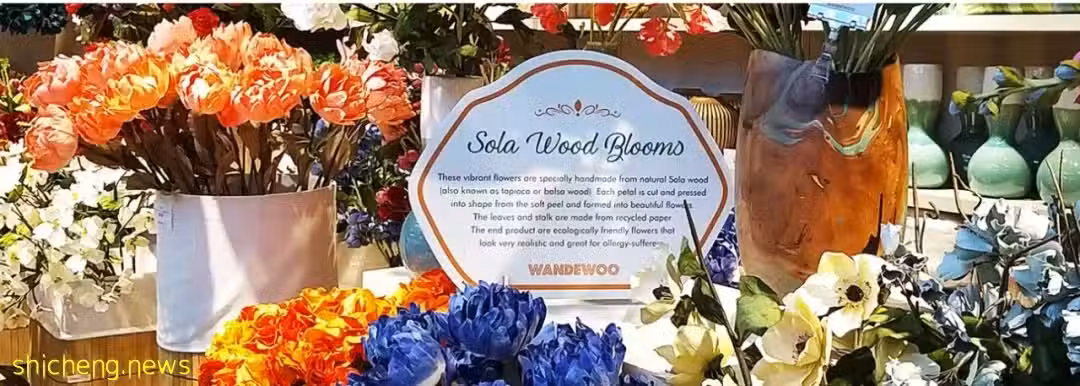 Sola Wood Blooms
These vibrant flowers are specially handmade from natural Sola wood
(also known as tapioca or balsa wood). Each petal is cut and pressed
into shape from the soft peel and formed into beautiful flowers.
The leaves and stalk are made from recycled paper
The end product are ecologically friendly flowers that
look very realistic and great for allergy-suffere
WANDEWOO
shicheng.news